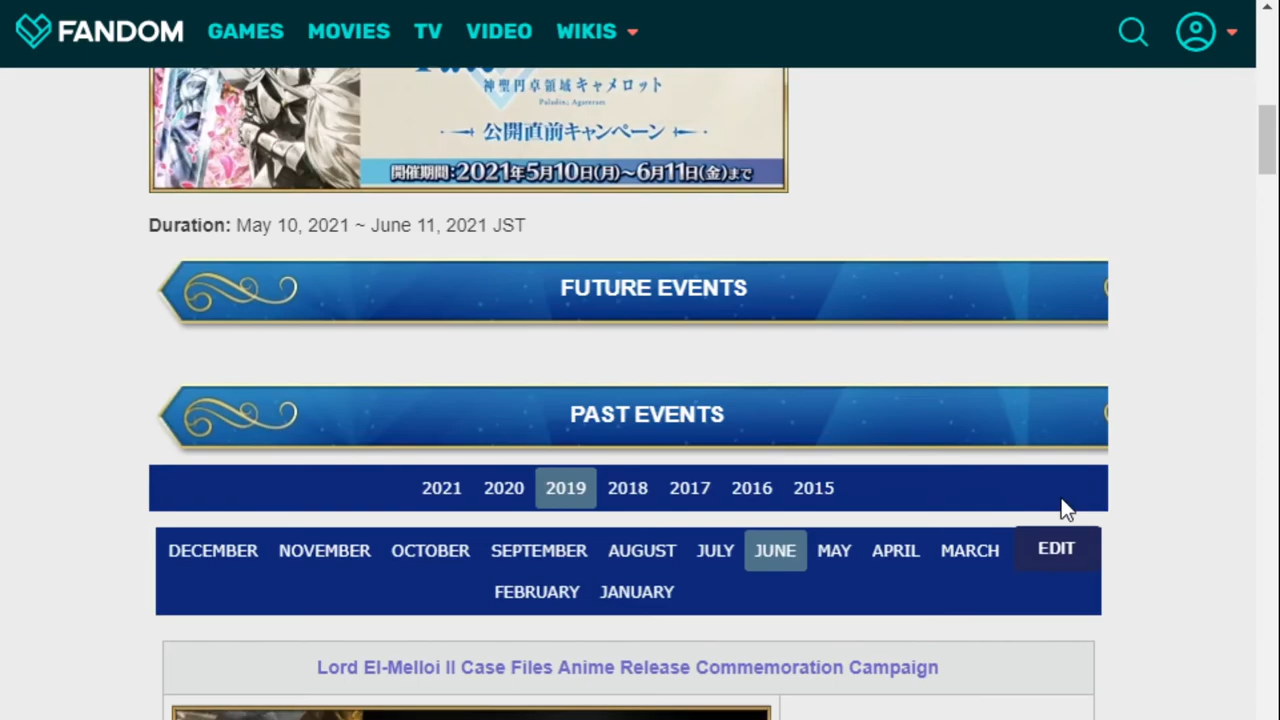 FANDOM GAMES MOVIES TV VIDEO WIKIS
神聖円卓領域キャメロット
Paladin; Agateram
公開直前キャンペーン
開催期間:2021年5月10日(月)~6月11日(金)まで
Duration: May 10, 2021 ~ June 11, 2021 JST
FUTURE EVENTS
PAST EVENTS
2021 2020 2019 2018 2017 2016 2015
DECEMBER NOVEMBER OCTOBER SEPTEMBER AUGUST JULY JUNE MAY APRIL MARCH EDIT
FEBRUARY JANUARY
Lord El-Melloi II Case Files Anime Release Commemoration Campaign